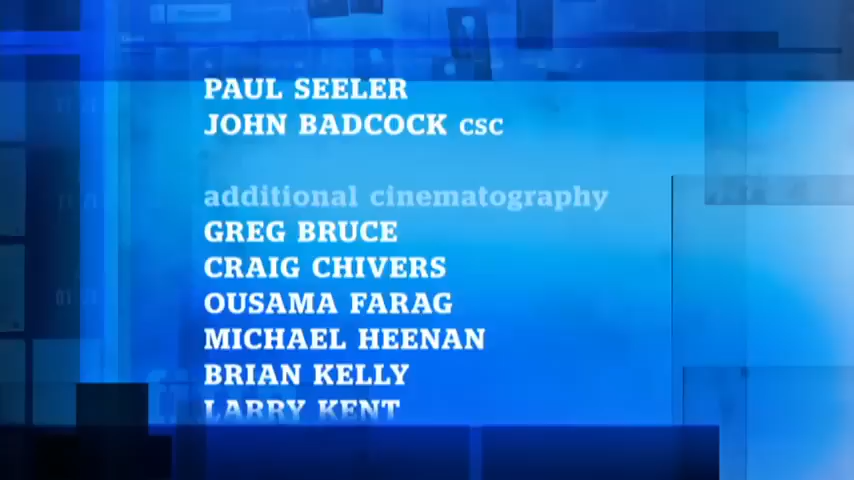 PAUL SEELER
JOHN BADCOCK CSC
additional cinematography
GREG BRUCE
CRAIG CHIVERS
OUSAMA FARAG
MICHAEL HEENAN
BRIAN KELLY
LARRY KENT